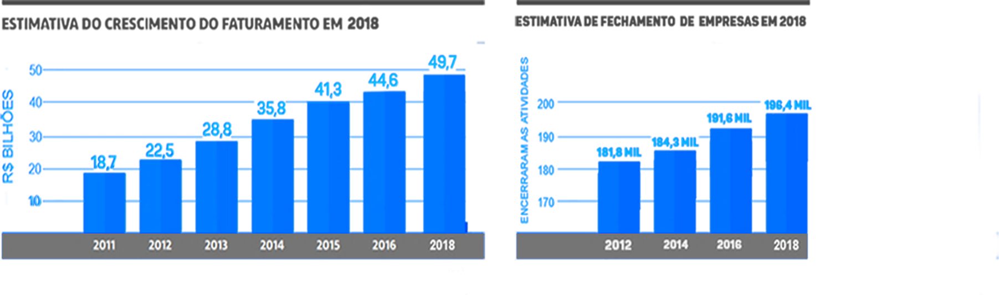 ESTIMATIVA DO CRESCIMENTO DO FATURAMENTO EM 2018
R$ BILHÕES
50
40
30
20
10
18,7
22,5
28,8
35,8
41,3
44,6
49,7
2011 2012 2013 2014 2015 2016 2018
ESTIMATIVA DE FECHAMENTO DE EMPRESAS EM 2018
ENCERRARAM AS ATIVIDADES
200
190
180
170
181,8 MIL
184,3 MIL
191,6 MIL
196,4 MIL
2012 2014 2016 2018